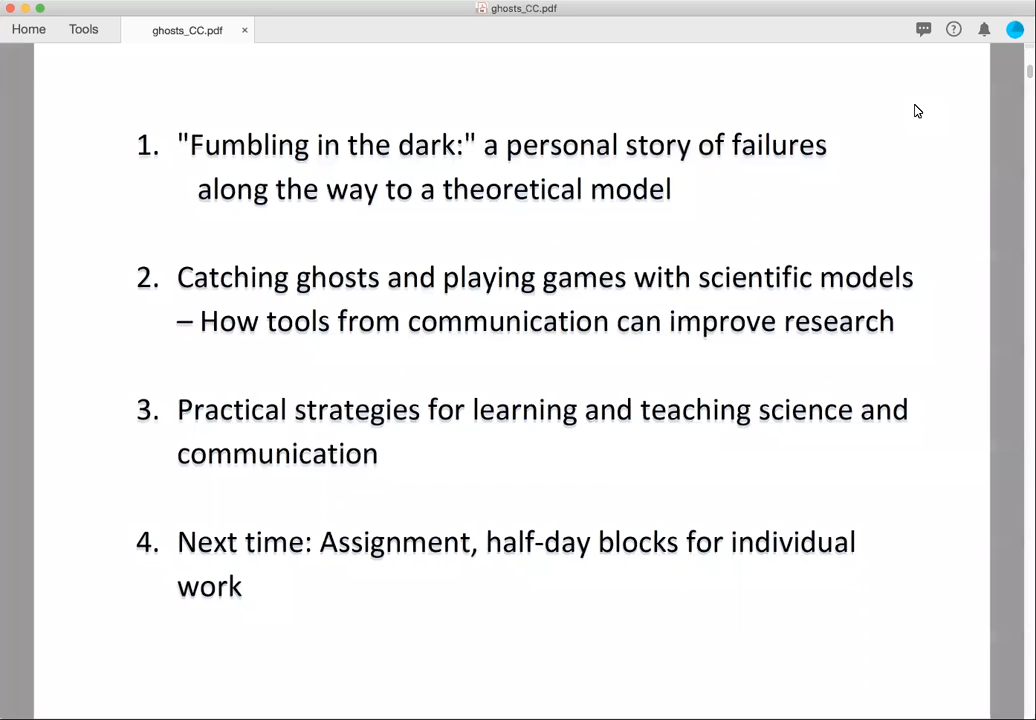 ghosts_CC.pdf
Home Tools ghosts_CC.pdf ×
1. "Fumbling in the dark:" a personal story of failures
along the way to a theoretical model
2. Catching ghosts and playing games with scientific models
– How tools from communication can improve research
3. Practical strategies for learning and teaching science and
communication
4. Next time: Assignment, half-day blocks for individual
work